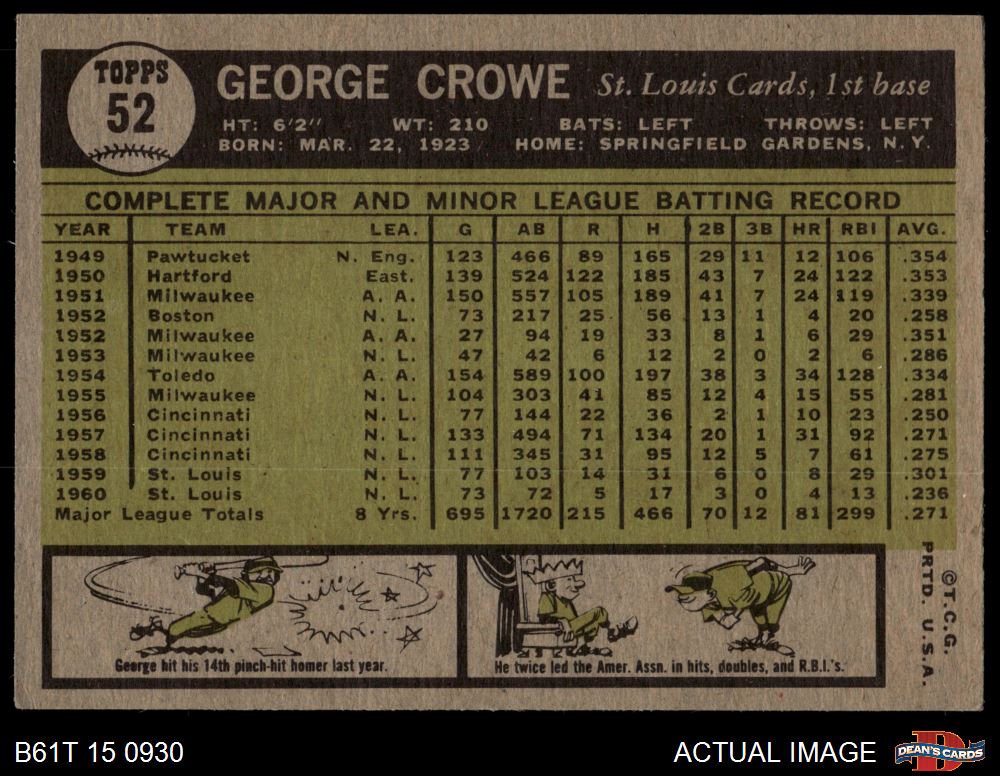 TOPPS
52
GEORGE CROWE St. Louis Cards, 1st base
HT: 6'2" WT: 210 BATS: LEFT THROWS: LEFT
BORN: MAR. 22, 1923 HOME: SPRINGFIELD GARDENS, N. Y.
COMPLETE MAJOR AND MINOR LEAGUE BATTING RECORD
YEAR TEAM LEA. G AB R H 2B 3B HR RBI AVG.
1949 Pawtucket N. Eng. 123 466 89 165 29 11 12 106 .354
1950 Hartford East. 139 524 122 185 43 7 24 122 .353
1951 Milwaukee A. A. 150 557 105 189 41 7 24 119 .339
1952 Boston N. L. 73 217 25 56 13 1 4 20 .258
1952 Milwaukee A. A. 27 94 19 33 8 1 6 29 .351
1953 Milwaukee N. L. 47 42 6 12 2 0 2 6 .286
1954 Toledo A. A. 154 589 100 197 38 3 34 128 .334
1955 Milwaukee N. L. 104 303 41 85 12 4 15 55 .281
1956 Cincinnati N. L. 77 144 22 36 2 1 10 23 .250
1957 Cincinnati N. L. 133 494 71 134 20 1 31 92 .271
1958 Cincinnati N. L. 111 345 31 95 12 5 7 61 .275
1959 St. Louis N. L. 77 103 14 31 6 0 8 29 .301
1960 St. Louis N. L. 73 72 5 17 3 0 4 13 .236
Major League Totals 8 Yrs. 695 1720 215 466 70 12 81 299 .271
George hit his 14th pinch-hit homer last year.
He twice led the Amer. Assn. in hits, doubles, and R.B.I.'s.
©T.C.G.
PRTD. U.S.A.
B61T 15 0930
ACTUAL IMAGE
DEAN'S CARDS